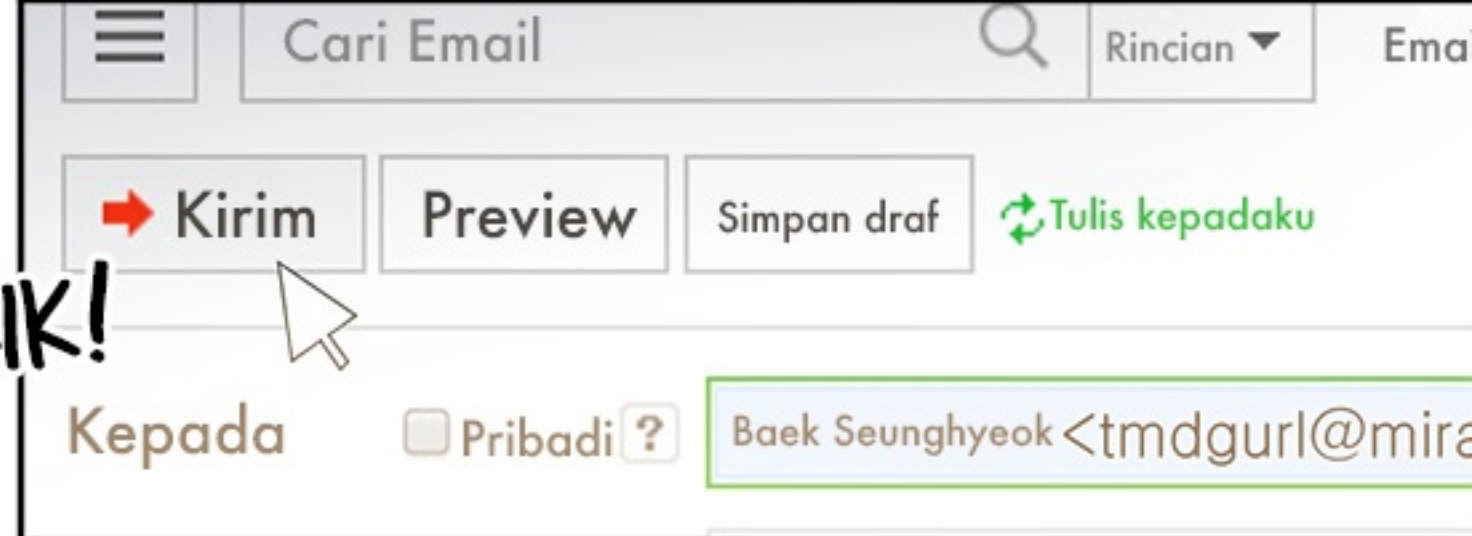 Cari Email
Rincian
Kirim
Preview
Simpan draf
Tulis kepadaku
Kepada
Pribadi ?
Baek Seunghyeok <tmdgurl@mira